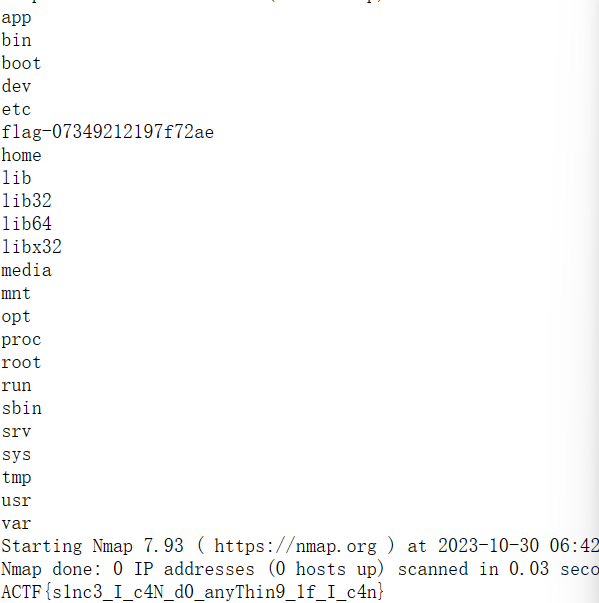 app
bin
boot
dev
etc
flag-07349212197f72ae
home
lib
lib32
lib64
libx32
media
mnt
opt
proc
root
run
sbin
srv
sys
tmp
usr
var
Starting Nmap 7.93 ( https://nmap.org ) at 2023-10-30 06:42
Nmap done: 0 IP addresses (0 hosts up) scanned in 0.03 seco
ACTF{s1nc3_I_c4N_d0_anyThin9_1f_I_c4n}